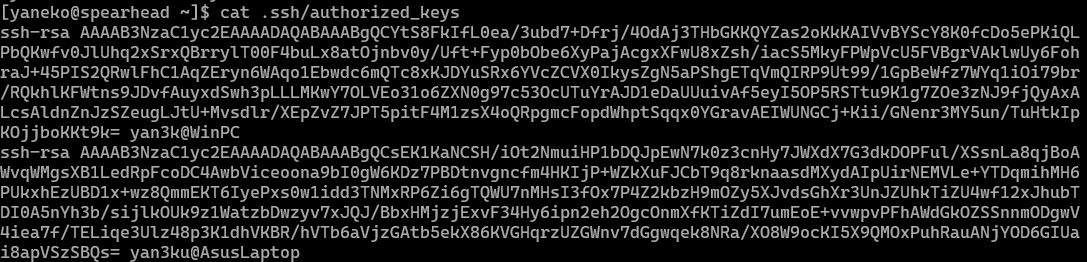 [yaneko@spearhead ~]$ cat .ssh/authorized_keys
ssh-rsa AAAAB3NzaC1yc2EAAAADAQABAAABgQCYtS8FkIfL0ea/3ubd7+Dfrj/4OdAj3THbGKKQYZas2oKkKAIVvBYScY8K0fcDo5ePKiQL
PbQKwfv0JlUhq2xSrxQBrrylT00F4buLx8atOjnbv0y/Uft+Fyp0bObe6XyPajAcgxXFwU8xZsh/iacS5MkyFPWpVcU5FVBgrVAklwUy6Foh
raJ+45PIS2QRwlFhC1AqZEryn6WAqo1Ebwdc6mQTc8xKJDYuSRx6YVcZCVX0IkysZgN5aPShgETqVmQIRP9Ut99/1GpBeWfz7WYq1iOi79br
/RQkhlKFWtns9JDvfAuyxdSwh3pLLLMKwY7OLVEo31o6ZXN0g97c53OcUTuYrAJD1eDaUUuivAf5eyI5OP5RSTtu9K1g7ZOe3zNJ9fjQyAxA
LcsAldnZnJzSZeugLJtU+Mvsdlr/XEpZvZ7JPT5pitF4M1zsX4oQRpgmcFopdWhptSqqx0YGravAEIWUNGCj+Kii/GNenr3MY5un/TuHtkIp
KOjjboKKt9k= yan3k@WinPC
ssh-rsa AAAAB3NzaC1yc2EAAAADAQABAAABgQCsEK1KaNCSH/iOt2NmuiHP1bDQJpEwN7k0z3cnHy7JWXdX7G3dkDOPFul/XSsnLa8qjBoA
WvqWMgsXB1LedRpFcoDC4AwbViceoona9bI0gW6KDz7PBDtnvgncfm4HKIjP+WZkXuFJCbT9q8rknaasdMXydAIpUirNEMVLe+YTDqmihMH6
PUkxhEzUBD1x+wz8QmmEKT6IyePxs0w1idd3TNMxRP6Zi6gTQWU7nMHsI3fOx7P4Z2kbzH9mOZy5XJvdsGhXr3UnJZUhkTiZU4wf12xJhubT
DI0A5nYh3b/sijlkOUk9z1WatzbDwzyv7xJQJ/BbxHMjzjExvF34Hy6ipn2eh2OgcOnmXfKTiZdI7umEoE+vvwpvPFhAWdGkOZSSnnmODgwV
4iea7f/TELiqe3Ulz48p3K1dhVKBR/hVTb6aVjzGAtb5ekX86KVGHqrzUZGWnv7dGgwqek8NRa/XO8W9ocKI5X9QMOxPuhRauANjYOD6GIUa
i8apVSzSBQs= yan3ku@AsusLaptop